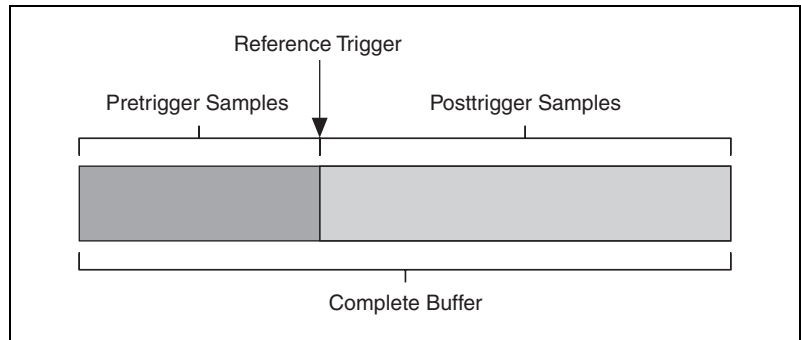 Reference Trigger
Pretrigger Samples
Posttrigger Samples
Complete Buffer